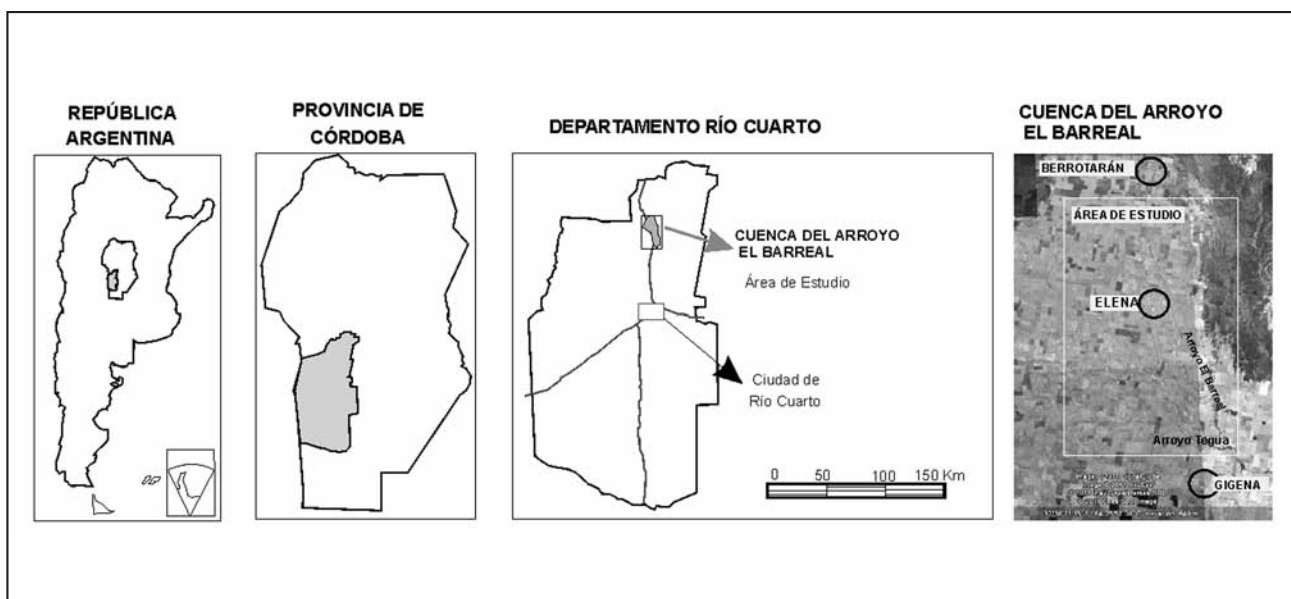 REPÚBLICA
ARGENTINA
PROVINCIA DE
CÓRDOBA
DEPARTAMENTO RÍO CUARTO
CUENCA DEL ARROYO
EL BARREAL
Área de Estudio
Ciudad de
Río Cuarto
0 50 100 150 Km
CUENCA DEL ARROYO
EL BARREAL
BERROTARÁN
ÁREA DE ESTUDIO
ELENA
Arroyo El Barreal
Arroyo Tegua
GIGENA